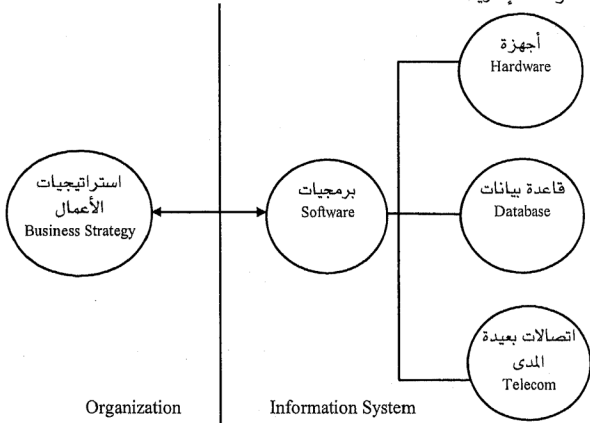 أجهزة
Hardware
استراتيجيات
الأعمال
Business Strategy
برمجيات
Software
قاعدة بيانات
Database
اتصالات بعيدة
المدى
Telecom
Organization
Information System